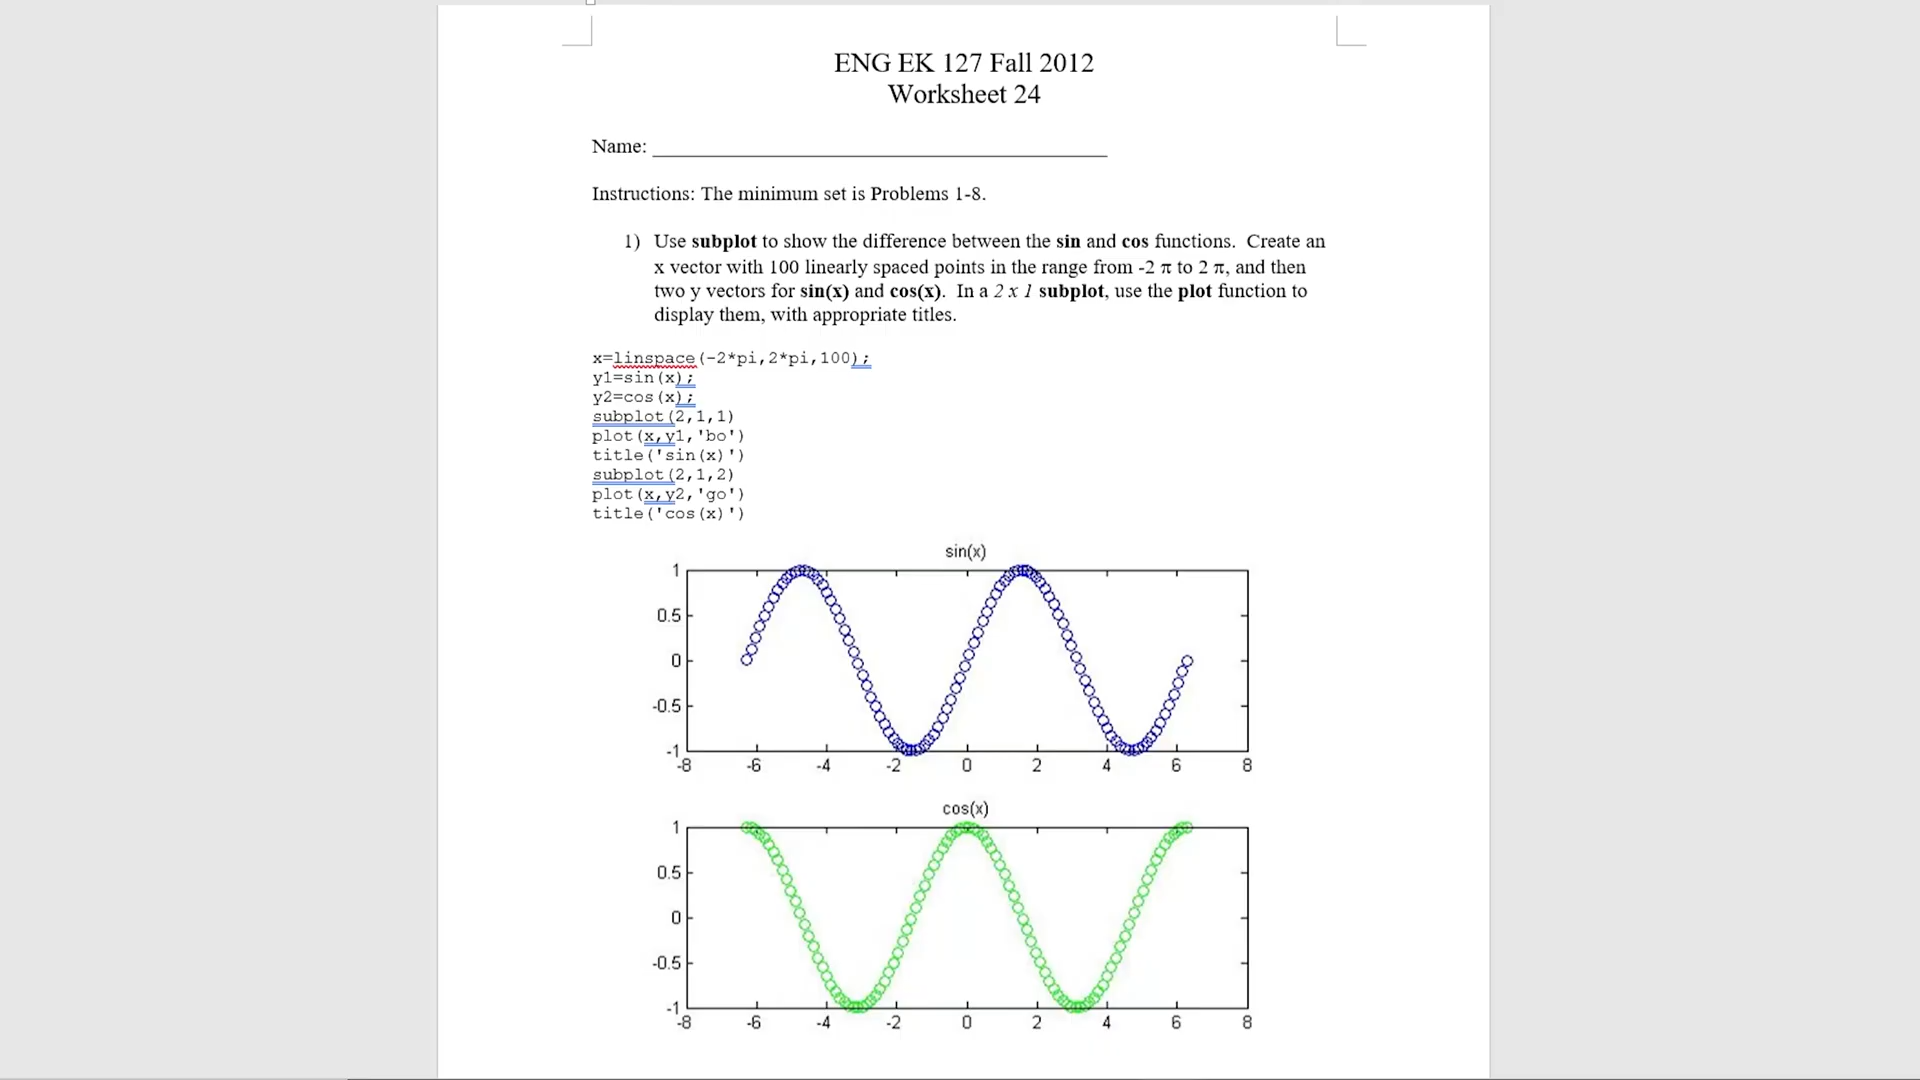 ENG EK 127 Fall 2012
Worksheet 24
Name: ____________________
Instructions: The minimum set is Problems 1-8.
1) Use subplot to show the difference between the sin and cos functions. Create an
x vector with 100 linearly spaced points in the range from -2 π to 2 π, and then
two y vectors for sin(x) and cos(x). In a 2 x 1 subplot, use the plot function to
display them, with appropriate titles.
x=linspace(-2*pi,2*pi,100);
y1=sin(x);
y2=cos(x);
subplot(2,1,1)
plot(x,y1,'bo')
title('sin(x)')
subplot(2,1,2)
plot(x,y2,'go')
title('cos(x)')
sin(x)
1
0.5
0
-0.5
-1
-8 -6 -4 -2 0 2 4 6 8
cos(x)
1
0.5
0
-0.5
-1
-8 -6 -4 -2 0 2 4 6 8